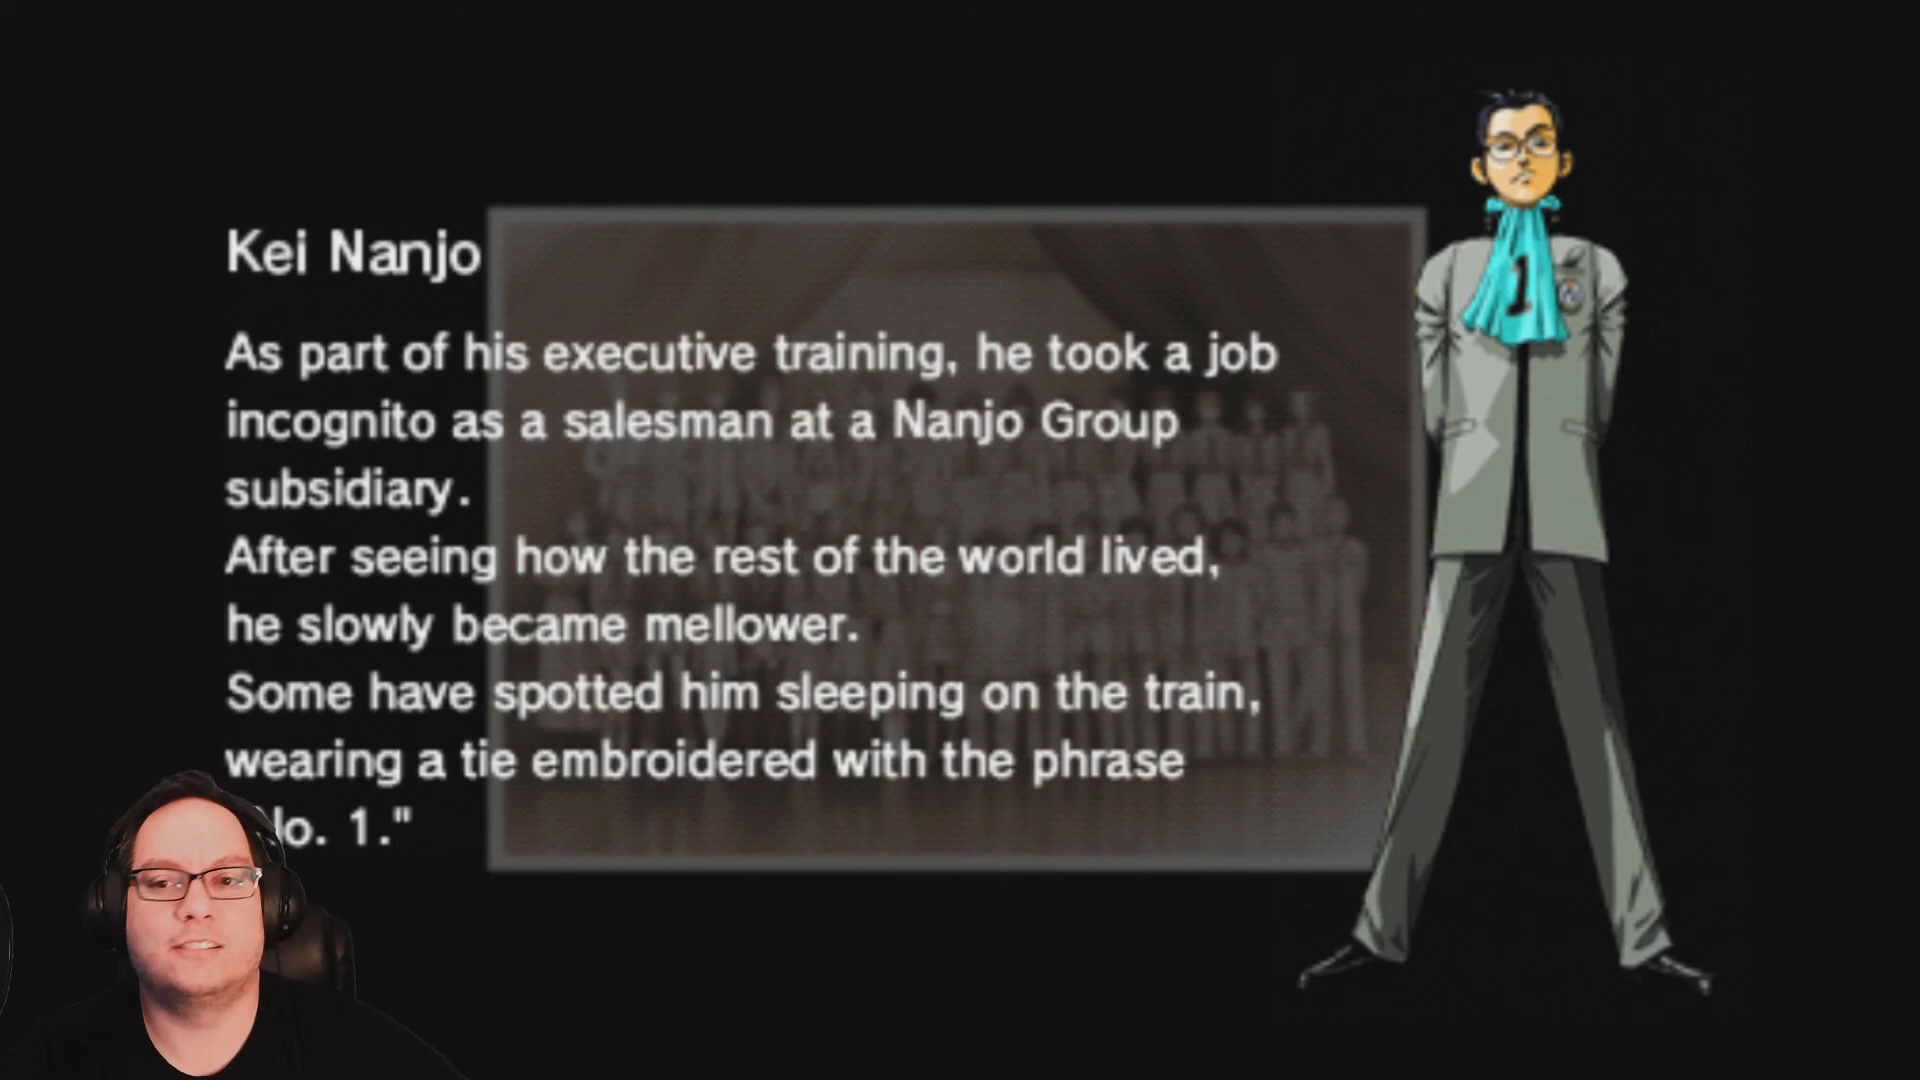 Kei Nanjo
As part of his executive training, he took a job
incognito as a salesman at a Nanjo Group
subsidiary.
After seeing how the rest of the world lived,
he slowly became mellower.
Some have spotted him sleeping on the train,
wearing a tie embroidered with the phrase
1."
1